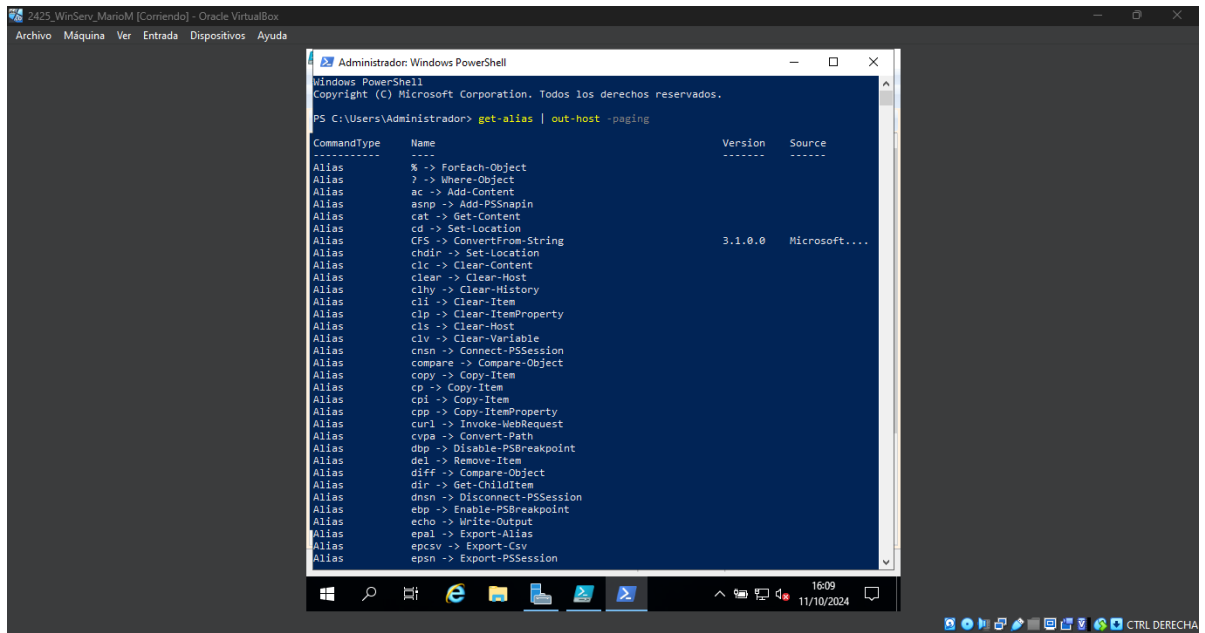 2425_WinServ_MarioM [Corriendo] - Oracle VirtualBox
Archivo Máquina Ver Entrada Dispositivos Ayuda
Administrador: Windows PowerShell
Windows PowerShell
Copyright (C) Microsoft Corporation. Todos los derechos reservados.
PS C:\Users\Administrador> get-alias | out-host -paging
CommandType Name Version Source
----------- ---- ------- ------
Alias % -> ForEach-Object
Alias ? -> Where-Object
Alias ac -> Add-Content
Alias asnp -> Add-PSSnapin
Alias cat -> Get-Content
Alias cd -> Set-Location
Alias CFS -> ConvertFrom-String 3.1.0.0 Microsoft....
Alias chdir -> Set-Location
Alias clc -> Clear-Content
Alias clear -> Clear-Host
Alias clhy -> Clear-History
Alias cli -> Clear-Item
Alias clp -> Clear-ItemProperty
Alias cls -> Clear-Host
Alias clv -> Clear-Variable
Alias cnsn -> Connect-PSSession
Alias compare -> Compare-Object
Alias copy -> Copy-Item
Alias cp -> Copy-Item
Alias cpi -> Copy-Item
Alias cpp -> Copy-ItemProperty
Alias curl -> Invoke-WebRequest
Alias cvpa -> Convert-Path
Alias dbp -> Disable-PSBreakpoint
Alias del -> Remove-Item
Alias diff -> Compare-Object
Alias dir -> Get-ChildItem
Alias dnsn -> Disconnect-PSSession
Alias ebp -> Enable-PSBreakpoint
Alias echo -> Write-Output
Alias epal -> Export-Alias
Alias epcsv -> Export-Csv
Alias epsn -> Export-PSSession
16:09
11/10/2024
CTRL DERECHA